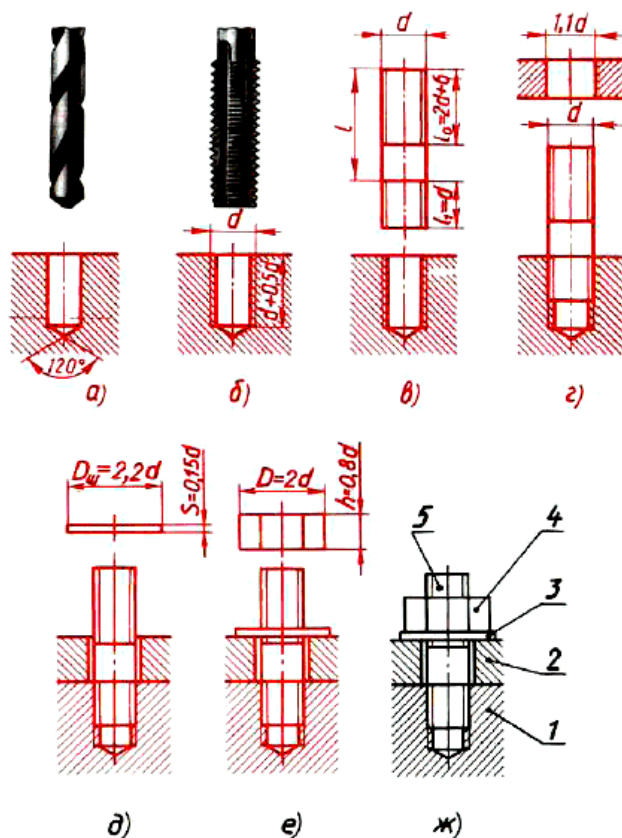 d
1,1d
l
l₀=2d+6
l₁=d
d
d
d+0,5d
120°
а)
б)
в)
г)
Dщ=2,2d
S=0,15d
D=2d
h=0,8d
5
4
3
2
1
д)
е)
ж)